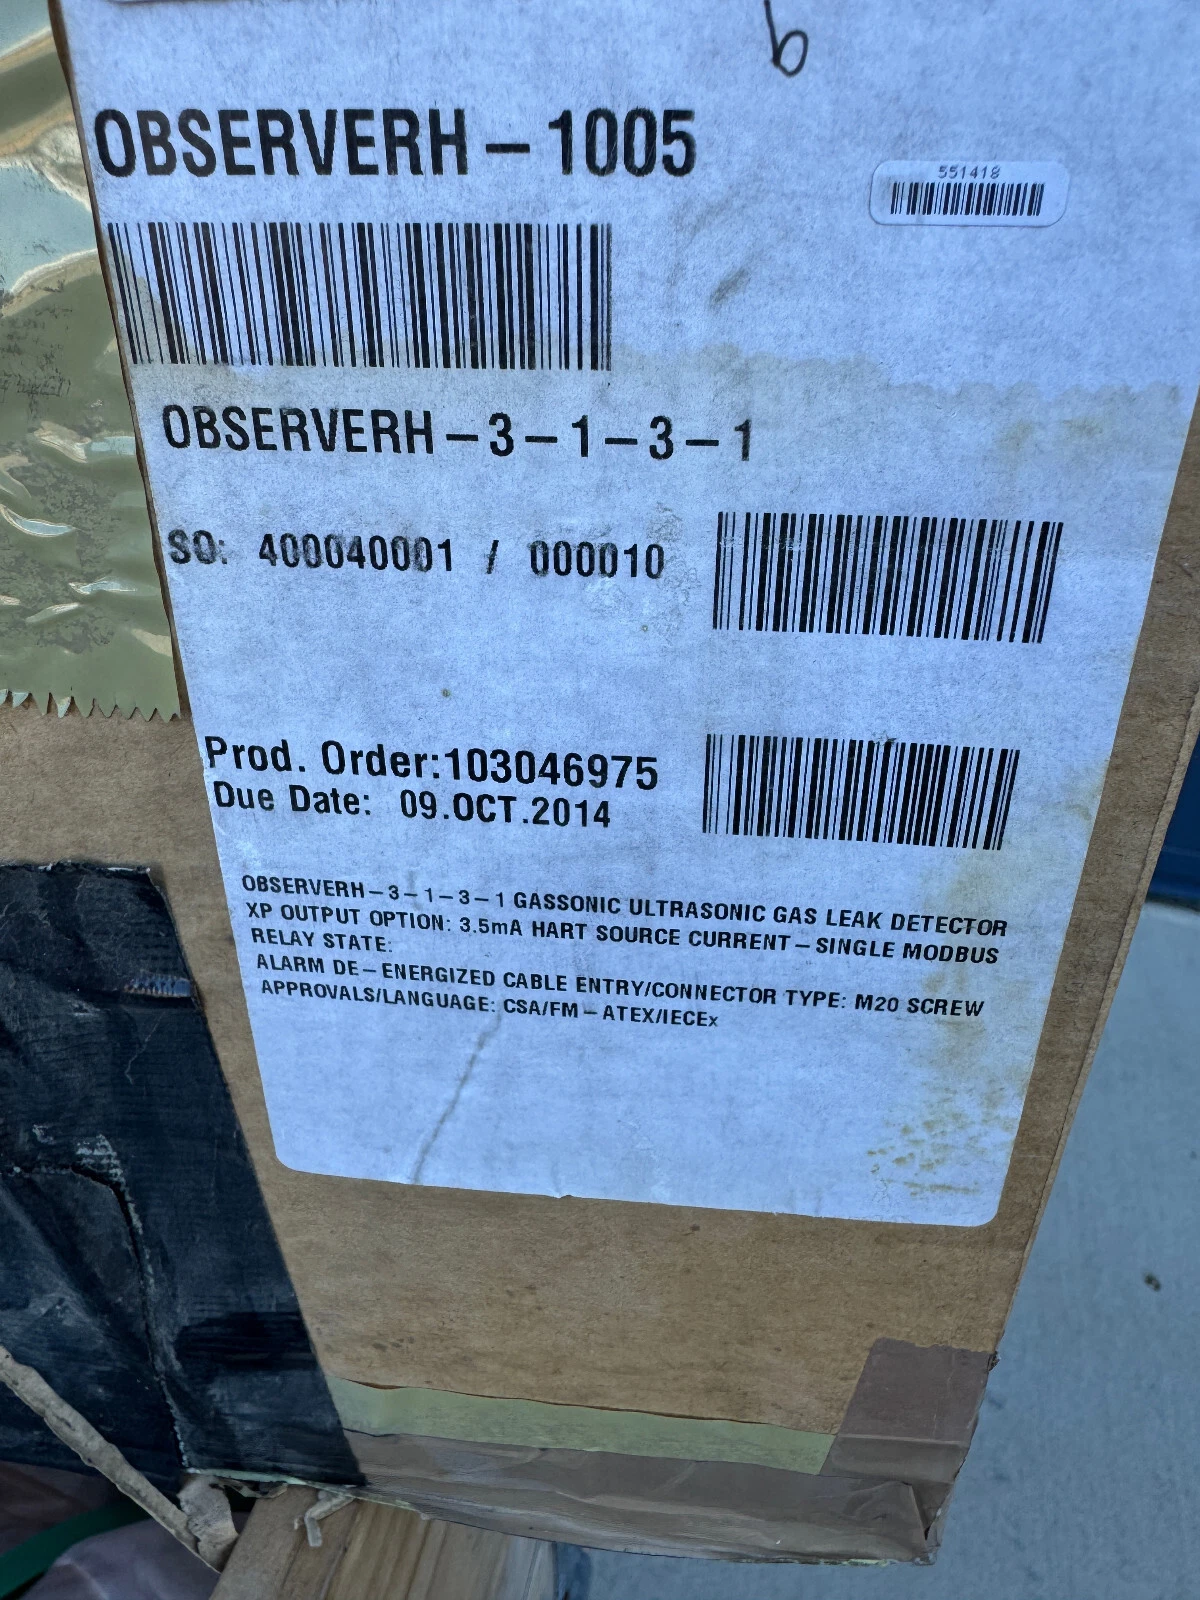 6
OBSERVERH-1005
551418
OBSERVERH-3-1-3-1
SO: 400040001 / 000010
Prod. Order:103046975
Due Date: 09.OCT.2014
OBSERVERH-3-1-3-1 GASSONIC ULTRASONIC GAS LEAK DETECTOR
XP OUTPUT OPTION: 3.5mA HART SOURCE CURRENT-SINGLE MODBUS
RELAY STATE:
ALARM DE-ENERGIZED CABLE ENTRY/CONNECTOR TYPE: M20 SCREW
APPROVALS/LANGUAGE: CSA/FM-ATEX/IECEx